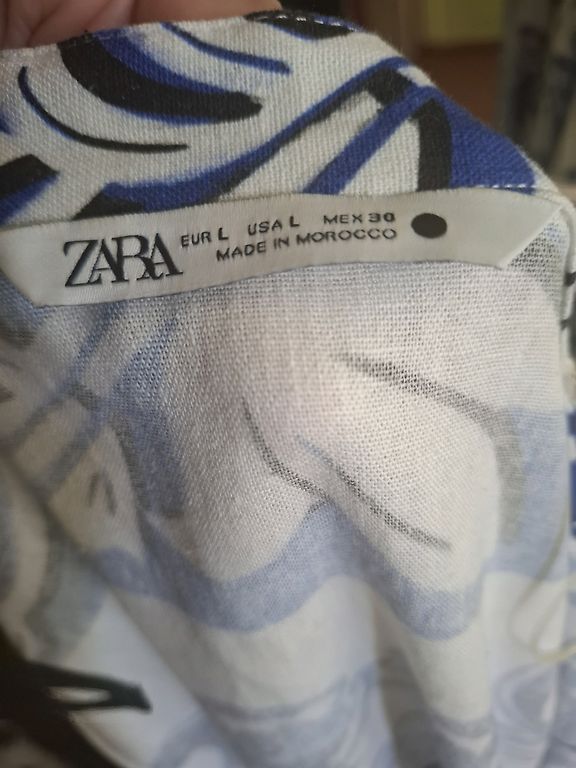 ZARA
EUR L USA L MEX 30
MADE IN MOROCCO